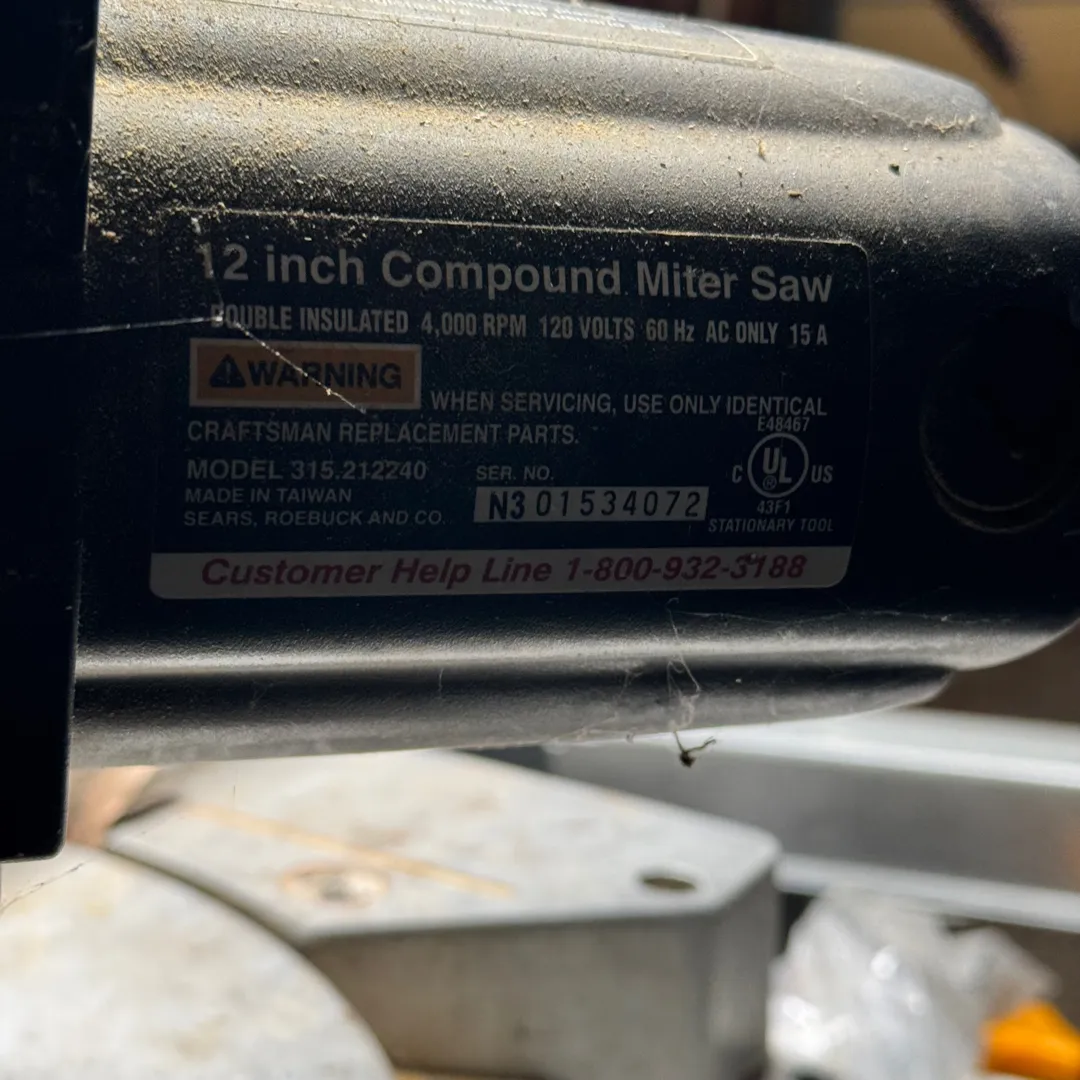 12 inch Compound Miter Saw
DOUBLE INSULATED 4,000 RPM 120 VOLTS 60 Hz AC ONLY 15 A
WARNING
WHEN SERVICING, USE ONLY IDENTICAL
CRAFTSMAN REPLACEMENT PARTS.
E48467
MODEL 315.212240
SER. NO.
C UL ® US
MADE IN TAIWAN
N301534072
43F1
SEARS, ROEBUCK AND CO.
STATIONARY TOOL
Customer Help Line 1-800-932-3188